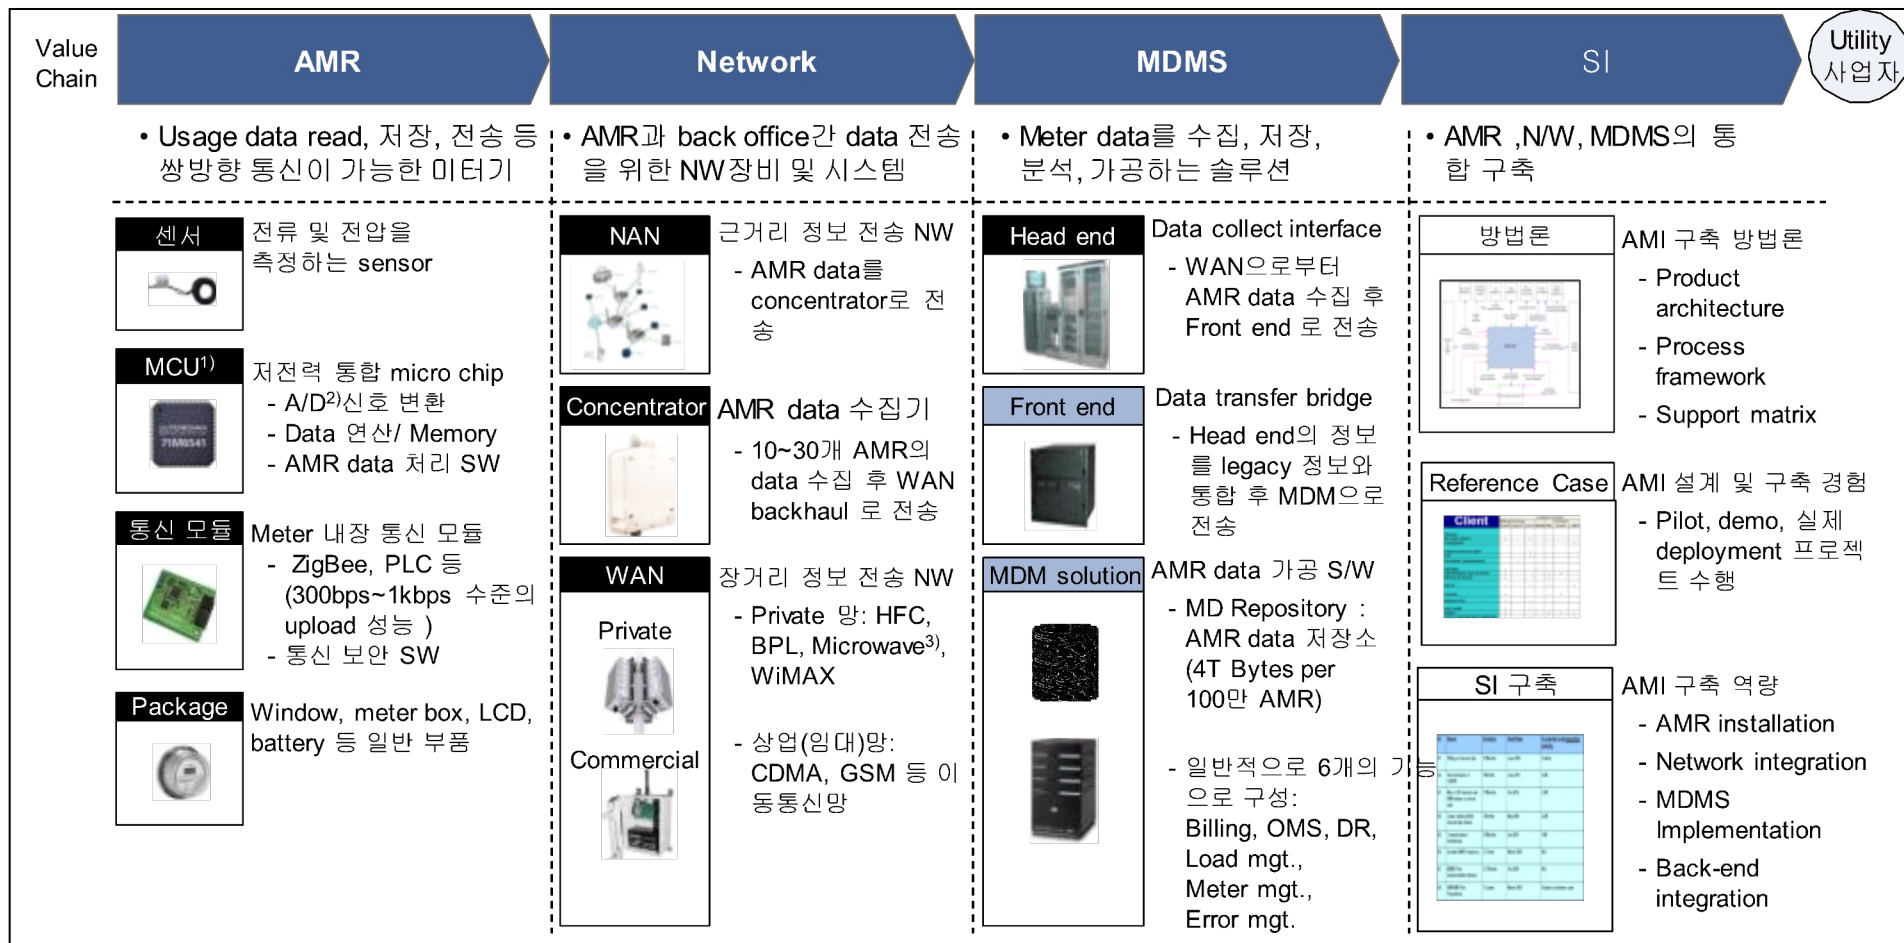 Value
Chain
AMR
Network
MDMS
SI
Utility
사업자
• Usage data read, 저장, 전송 등
쌍방향 통신이 가능한 미터기
• AMR과 back office간 data 전송
을 위한 NW장비 및 시스템
• Meter data를 수집, 저장,
분석, 가공하는 솔루션
• AMR ,N/W, MDMS의 통
합 구축
센서
전류 및 전압을
측정하는 sensor
MCU1)
71M6541
저전력 통합 micro chip
- A/D2)신호 변환
- Data 연산/ Memory
- AMR data 처리 SW
통신 모듈
Meter 내장 통신 모듈
- ZigBee, PLC 등
(300bps~1kbps 수준의
upload 성능 )
- 통신 보안 SW
Package
Window, meter box, LCD,
battery 등 일반 부품
NAN
근거리 정보 전송 NW
- AMR data를
concentrator로 전
송
Concentrator
AMR data 수집기
- 10~30개 AMR의
data 수집 후 WAN
backhaul 로 전송
WAN
Private
Commercial
장거리 정보 전송 NW
- Private 망: HFC,
BPL, Microwave3),
WiMAX
- 상업(임대)망:
CDMA, GSM 등 이
동통신망
Head end
Data collect interface
- WAN으로부터
AMR data 수집 후
Front end 로 전송
Front end
Data transfer bridge
- Head end의 정보
를 legacy 정보와
통합 후 MDM으로
전송
MDM solution
AMR data 가공 S/W
- MD Repository :
AMR data 저장소
(4T Bytes per
100만 AMR)
- 일반적으로 6개의 기능
으로 구성:
Billing, OMS, DR,
Load mgt.,
Meter mgt.,
Error mgt.
방법론
AMI 구축 방법론
- Product
architecture
- Process
framework
- Support matrix
Reference Case
Client
AMI 설계 및 구축 경험
- Pilot, demo, 실제
deployment 프로젝
트 수행
SI 구축
AMI 구축 역량
- AMR installation
- Network integration
- MDMS
Implementation
- Back-end
integration